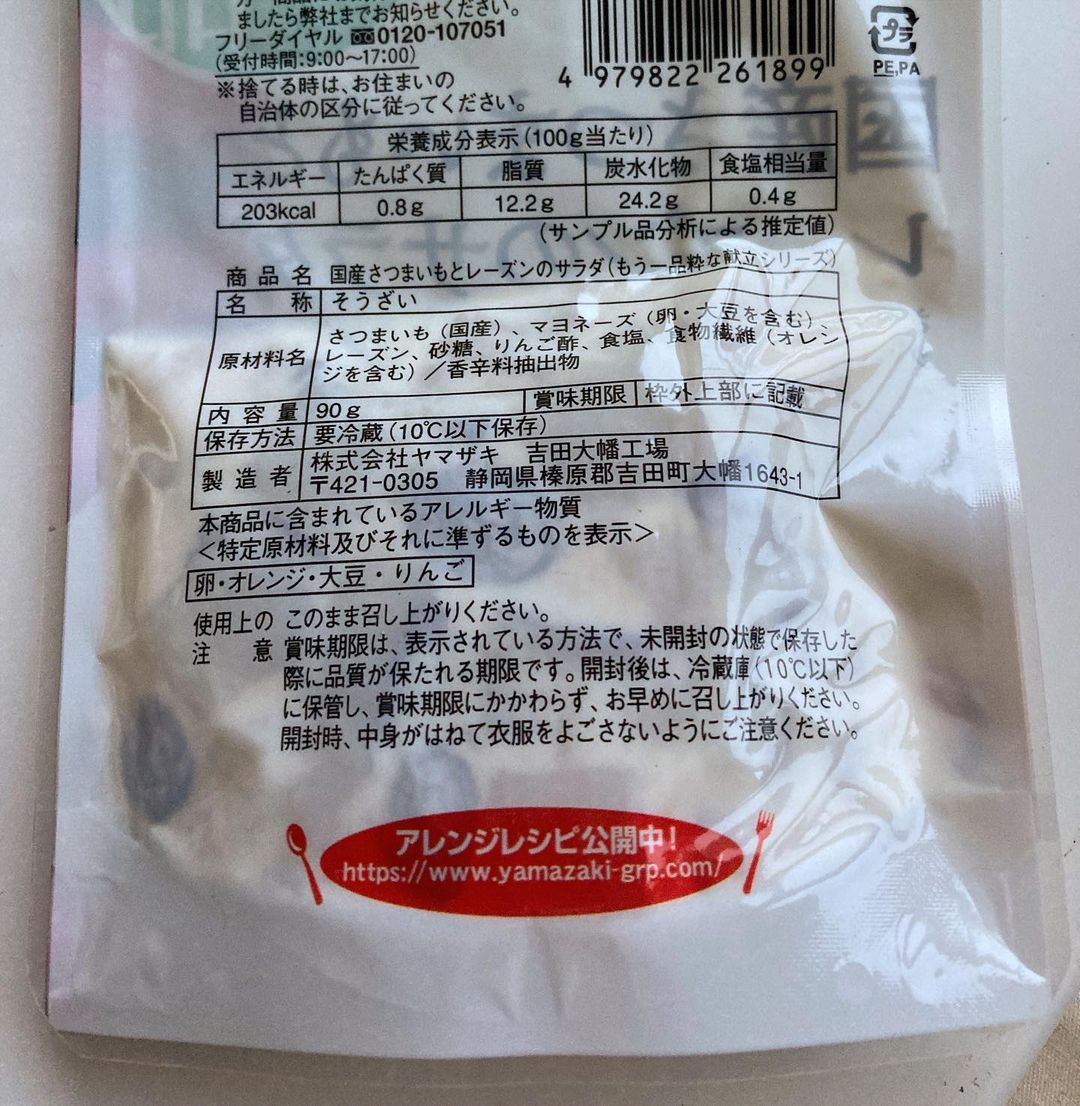 ましたら弊社までお知らせください。
フリーダイヤル 0120-107051
(受付時間:9:00〜17:00)
※捨てる時は、お住まいの
自治体の区分に従ってください。
4 979822 261899
プラ
PE,PA
栄養成分表示(100g当たり)
エネルギー たんぱく質 脂質 炭水化物 食塩相当量
203kcal 0.8g 12.2g 24.2g 0.4g
(サンプル品分析による推定値)
商品名 国産さつまいもとレーズンのサラダ(もう一品粋な献立シリーズ)
名称 そうざい
原材料名 さつまいも(国産)、マヨネーズ(卵・大豆を含む)、
レーズン、砂糖、りんご酢、食塩、食物繊維(オレン
ジを含む)/香辛料抽出物
内容量 90g 賞味期限 枠外上部に記載
保存方法 要冷蔵(10℃以下保存)
製造者 株式会社ヤマザキ 吉田大幡工場
〒421-0305 静岡県榛原郡吉田町大幡1643-1
本商品に含まれているアレルギー物質
<特定原材料及びそれに準ずるものを表示>
卵・オレンジ・大豆・りんご
使用上の注意 このまま召し上がりください。
賞味期限は、表示されている方法で、未開封の状態で保存した
際に品質が保たれる期限です。開封後は、冷蔵庫(10℃以下)
に保管し、賞味期限にかかわらず、お早めに召し上がりください。
開封時、中身がはねて衣服をよごさないようにご注意ください。
アレンジレシピ公開中!
https://www.yamazaki-grp.com/